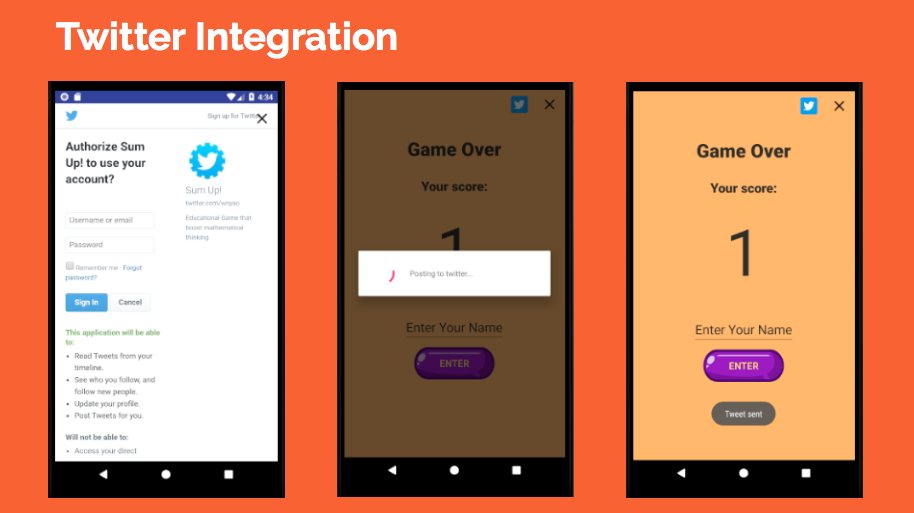 Twitter Integration
4:34
Sign up for Twitter
Authorize Sum
Up! to use your
account?
Username or email
Password
Remember me · Forgot
password?
Sign In
Cancel
This application will be able
to:
• Read Tweets from your
timeline.
• See who you follow, and
follow new people.
• Update your profile.
• Post Tweets for you.
Will not be able to:
• Access your direct
Sum Up!
Educational Game that
boost mathematical
thinking
Game Over
Your score:
1
Posting to twitter...
Enter Your Name
ENTER
Game Over
Your score:
1
Enter Your Name
ENTER
Tweet sent